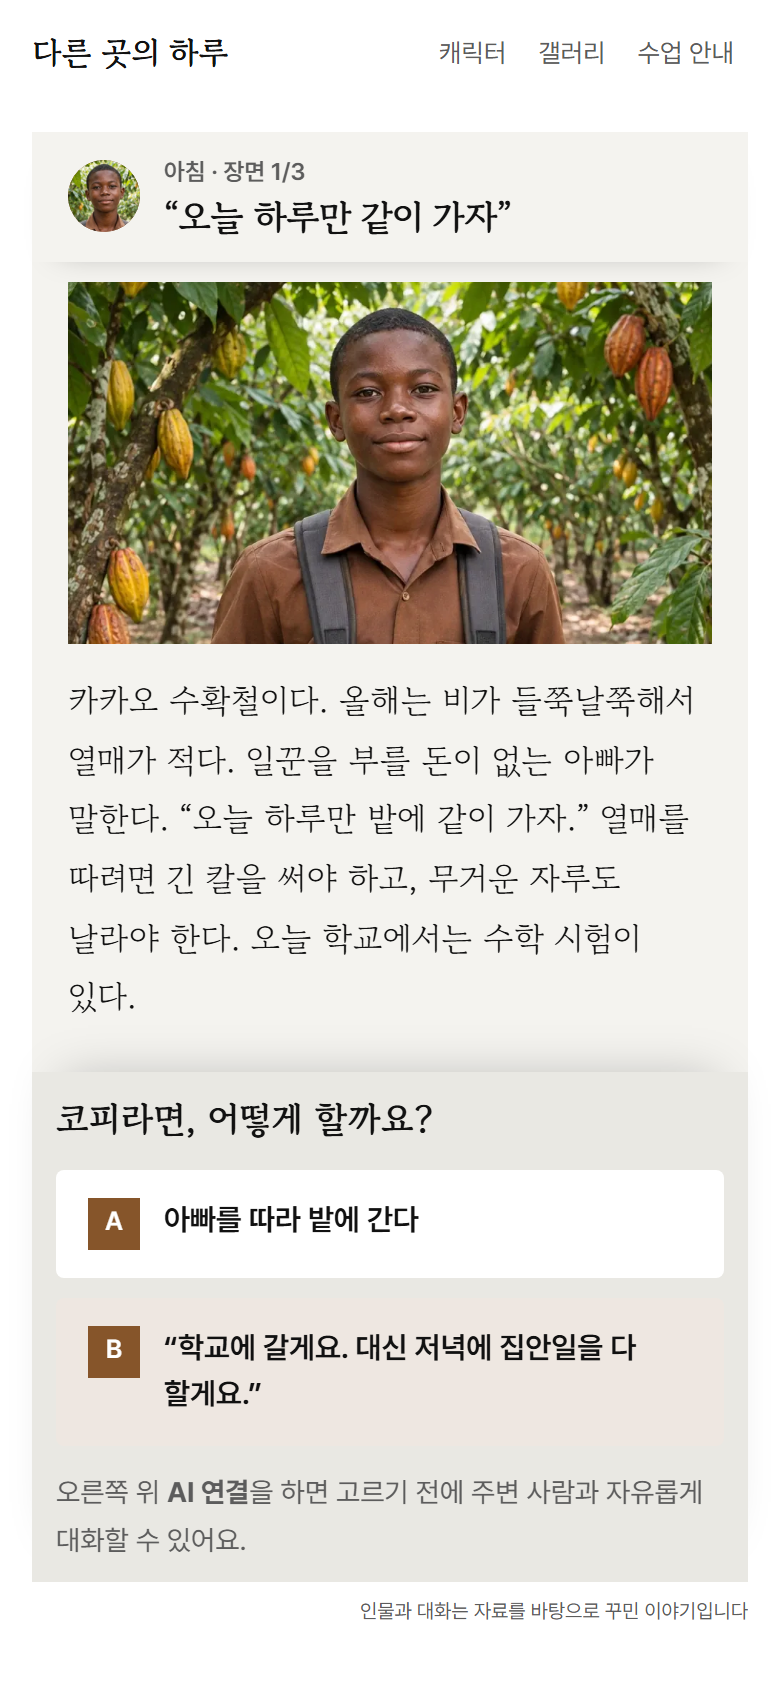 다른 곳의 하루
캐릭터 갤러리 수업 안내
아침 · 장면 1/3
“오늘 하루만 같이 가자”
카카오 수확철이다. 올해는 비가 들쭉날쭉해서
열매가 적다. 일꾼을 부를 돈이 없는 아빠가
말한다. “오늘 하루만 밭에 같이 가자.” 열매를
따려면 긴 칼을 써야 하고, 무거운 자루도
날라야 한다. 오늘 학교에서는 수학 시험이
있다.
코피라면, 어떻게 할까요?
A 아빠를 따라 밭에 간다
B “학교에 갈게요. 대신 저녁에 집안일을 다
할게요.”
오른쪽 위 AI 연결을 하면 고르기 전에 주변 사람과 자유롭게
대화할 수 있어요.
인물과 대화는 자료를 바탕으로 꾸민 이야기입니다